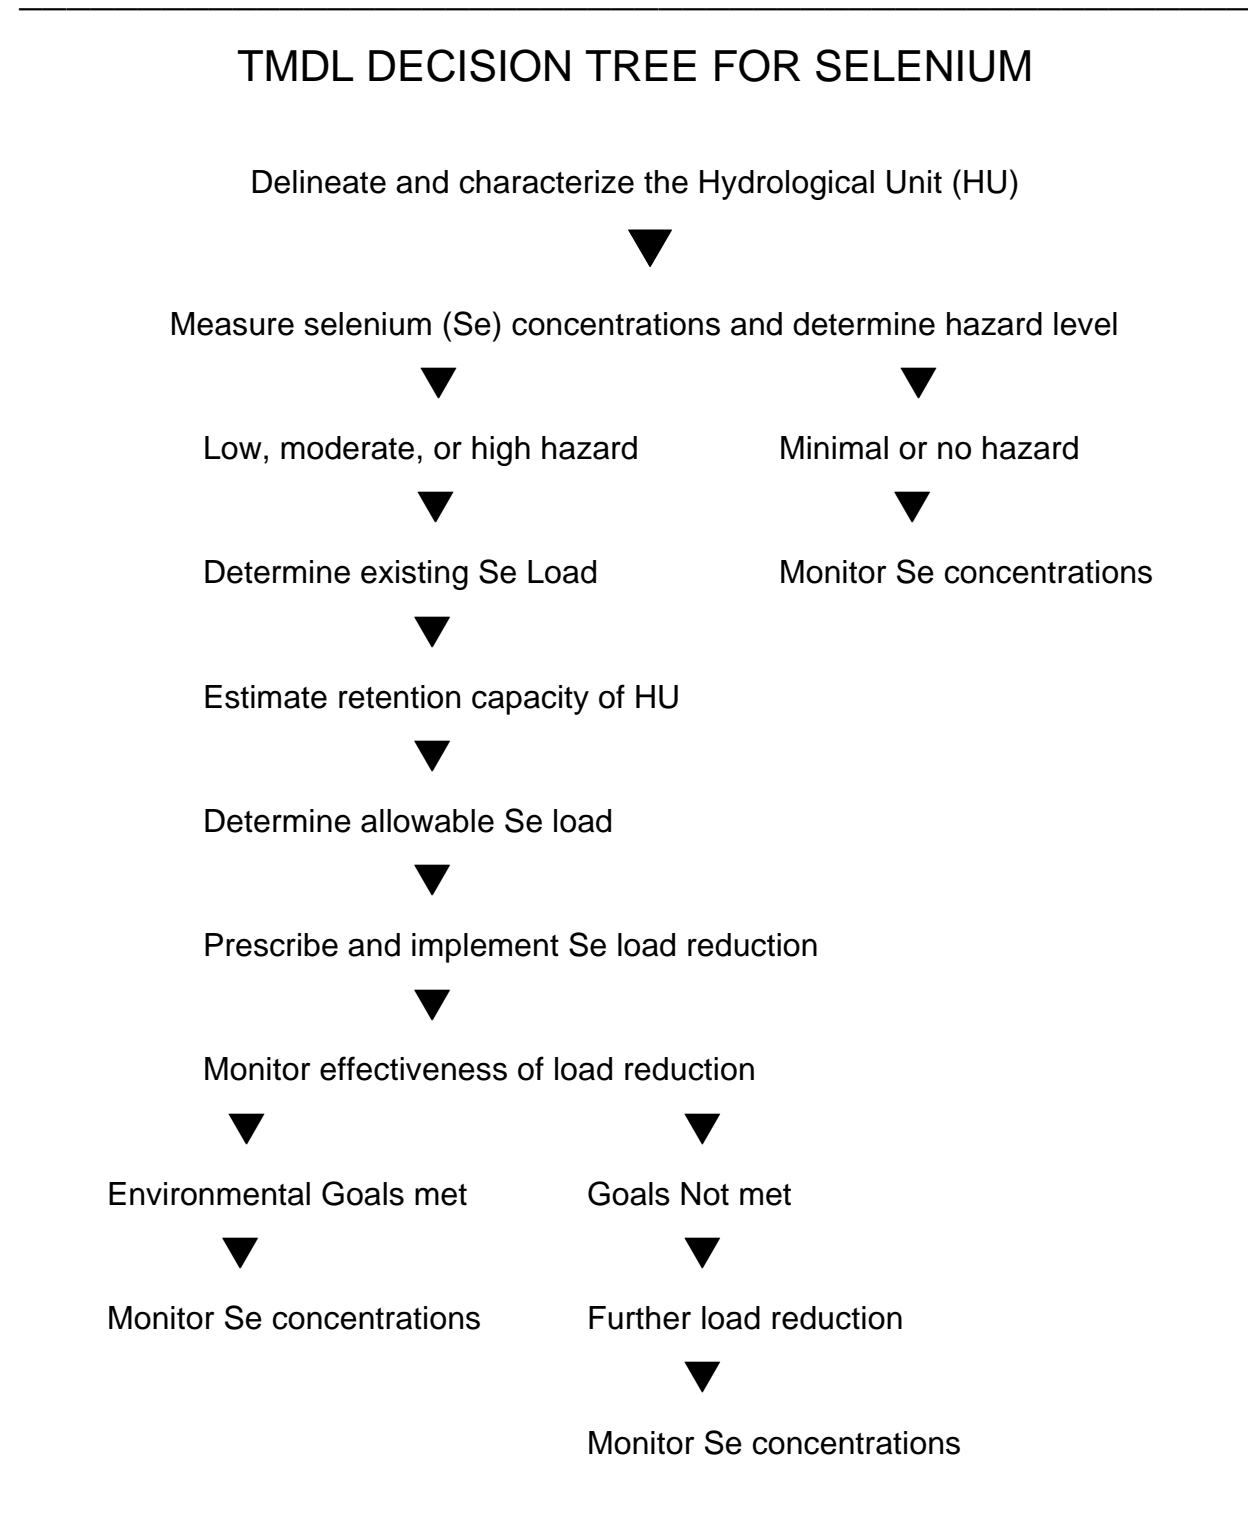 TMDL DECISION TREE FOR SELENIUM
Delineate and characterize the Hydrological Unit (HU)
Measure selenium (Se) concentrations and determine hazard level
Low, moderate, or high hazard
Minimal or no hazard
Determine existing Se Load
Monitor Se concentrations
Estimate retention capacity of HU
Determine allowable Se load
Prescribe and implement Se load reduction
Monitor effectiveness of load reduction
Environmental Goals met
Goals Not met
Monitor Se concentrations
Further load reduction
Monitor Se concentrations